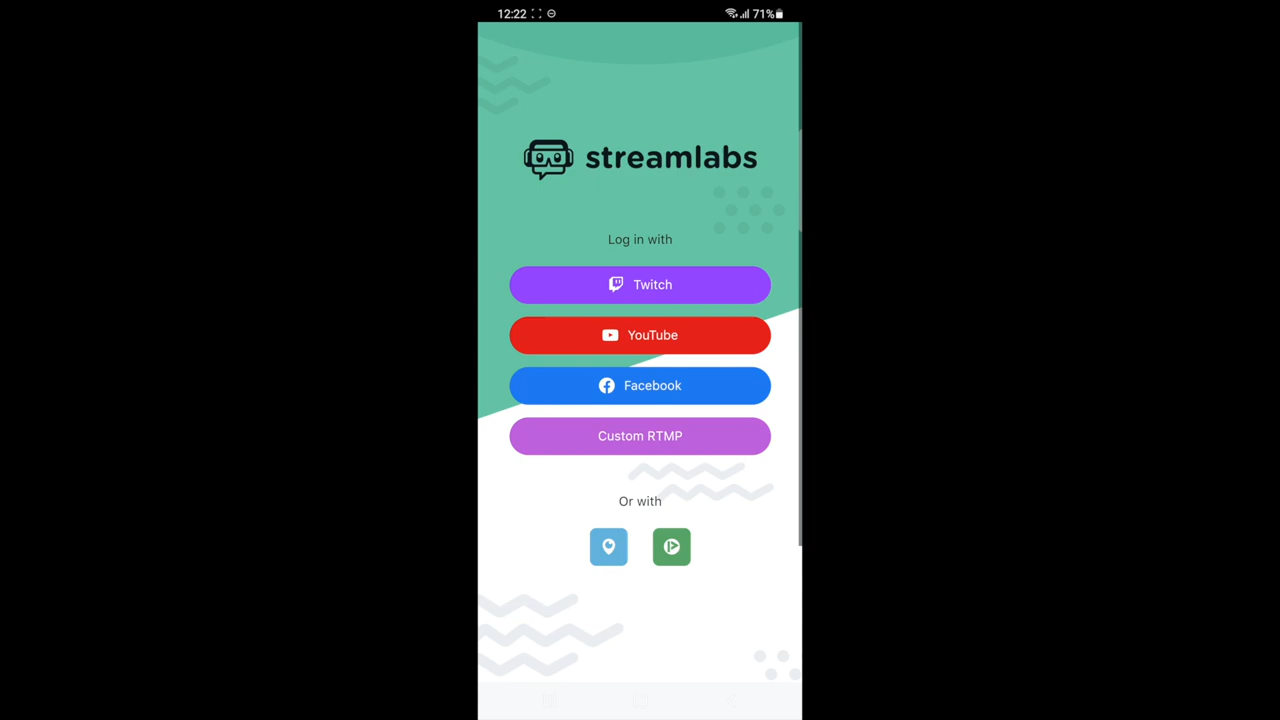 12:22 71%
streamlabs
Log in with
Twitch
YouTube
Facebook
Custom RTMP
Or with